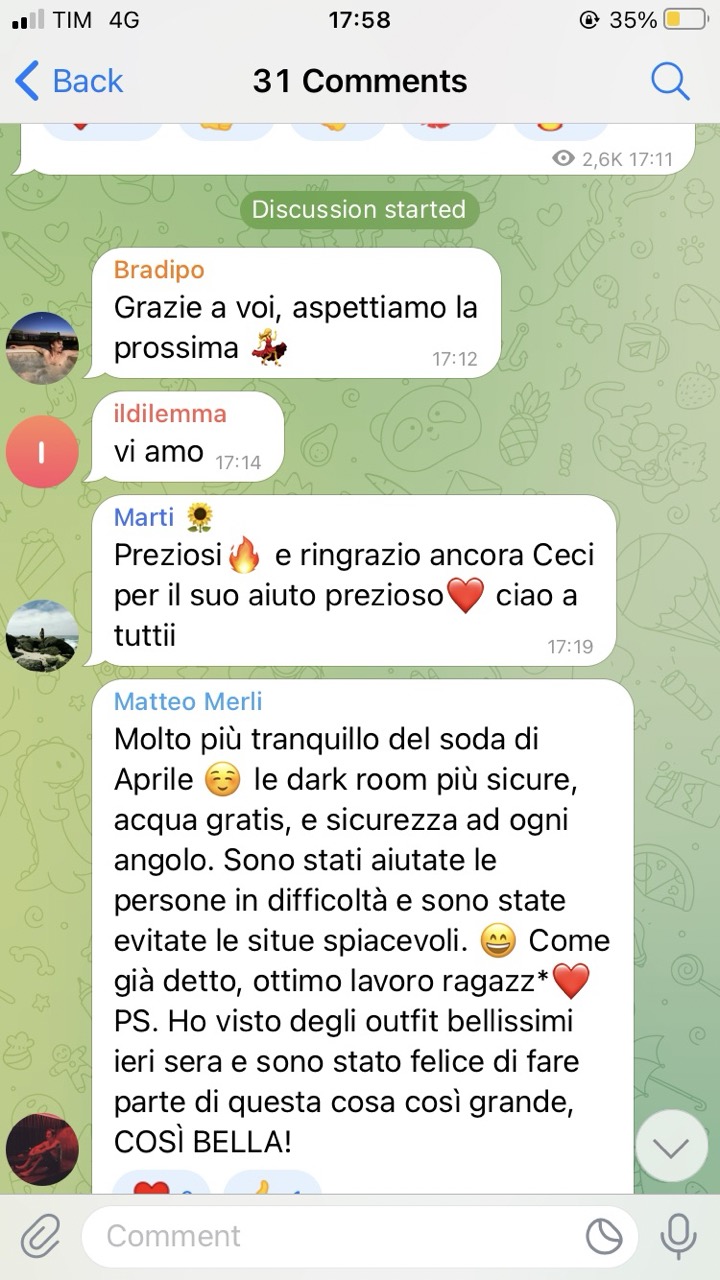 TIM 4G 17:58 35%
Back 31 Comments
2,6K 17:11
Discussion started
Bradipo
Grazie a voi, aspettiamo la
prossima 💃 17:12
I
ildilemma
vi amo 17:14
Marti 🌻
Preziosi🔥 e ringrazio ancora Ceci
per il suo aiuto prezioso❤️ ciao a
tuttii 17:19
Matteo Merli
Molto più tranquillo del soda di
Aprile ☺️ le dark room più sicure,
acqua gratis, e sicurezza ad ogni
angolo. Sono stati aiutate le
persone in difficoltà e sono state
evitate le situe spiacevoli. 😄 Come
già detto, ottimo lavoro ragazz*❤️
PS. Ho visto degli outfit bellissimi
ieri sera e sono stato felice di fare
parte di questa cosa così grande,
COSÌ BELLA!
Comment